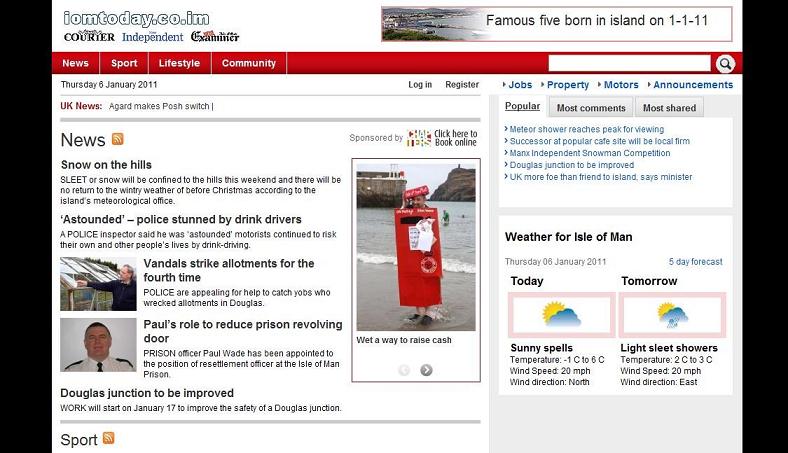 iomtoday.co.im
COURIER Independent Examiner
Famous five born in island on 1-1-11
News Sport Lifestyle Community
Thursday 6 January 2011
Log in Register
Jobs Property Motors Announcements
UK News: Agard makes Posh switch |
News
Sponsored by
Click here to
Book online
Snow on the hills
SLEET or snow will be confined to the hills this weekend and there will be
no return to the wintry weather of before Christmas according to the
island's meteorological office.
‘Astounded’ – police stunned by drink drivers
A POLICE inspector said he was ‘astounded’ motorists continued to risk
their own and other people's lives by drink-driving.
Vandals strike allotments for the
fourth time
POLICE are appealing for help to catch yobs who
wrecked allotments in Douglas.
Paul's role to reduce prison revolving
door
PRISON officer Paul Wade has been appointed to
the position of resettlement officer at the Isle of Man
Prison.
Douglas junction to be improved
WORK will start on January 17 to improve the safety of a Douglas junction.
Wet a way to raise cash
Sport
Popular Most comments Most shared
Meteor shower reaches peak for viewing
Successor at popular cafe site will be local firm
Manx Independent Snowman Competition
Douglas junction to be improved
UK more foe than friend to island, says minister
Weather for Isle of Man
Thursday 06 January 2011
5 day forecast
Today
Sunny spells
Temperature: -1 C to 6 C
Wind Speed: 20 mph
Wind direction: North
Tomorrow
Light sleet showers
Temperature: 2 C to 3 C
Wind Speed: 20 mph
Wind direction: East